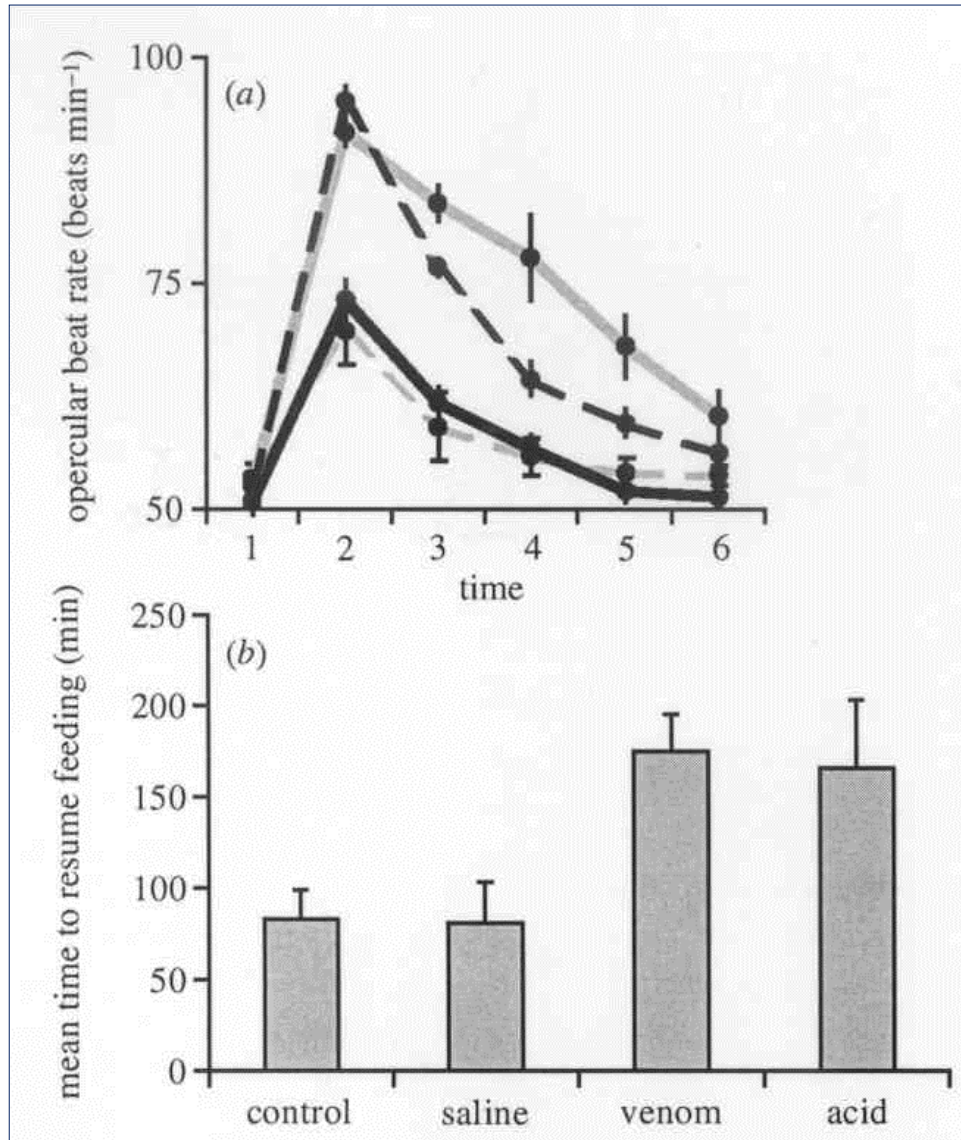 (a)
opercular beat rate (beats min⁻¹)
100
75
50
1 2 3 4 5 6
time
(b)
mean time to resume feeding (min)
250
200
150
100
50
0
control saline venom acid